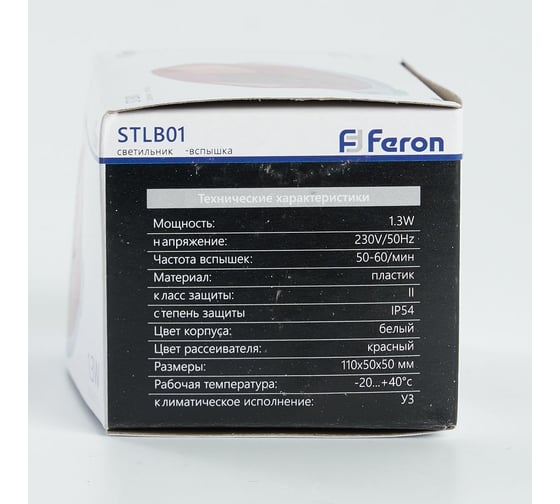 STLB01
светильник -вспышка
Feron
Технические характеристики
Мощность: 1.3W
напряжение: 230V/50Hz
Частота вспышек: 50-60/мин
Материал: пластик
класс защиты: II
степень защиты IP54
Цвет корпуса: белый
Цвет рассеивателя: красный
Размеры: 110x50x50 мм
Рабочая температура: -20...+40°с
климатическое исполнение: У3